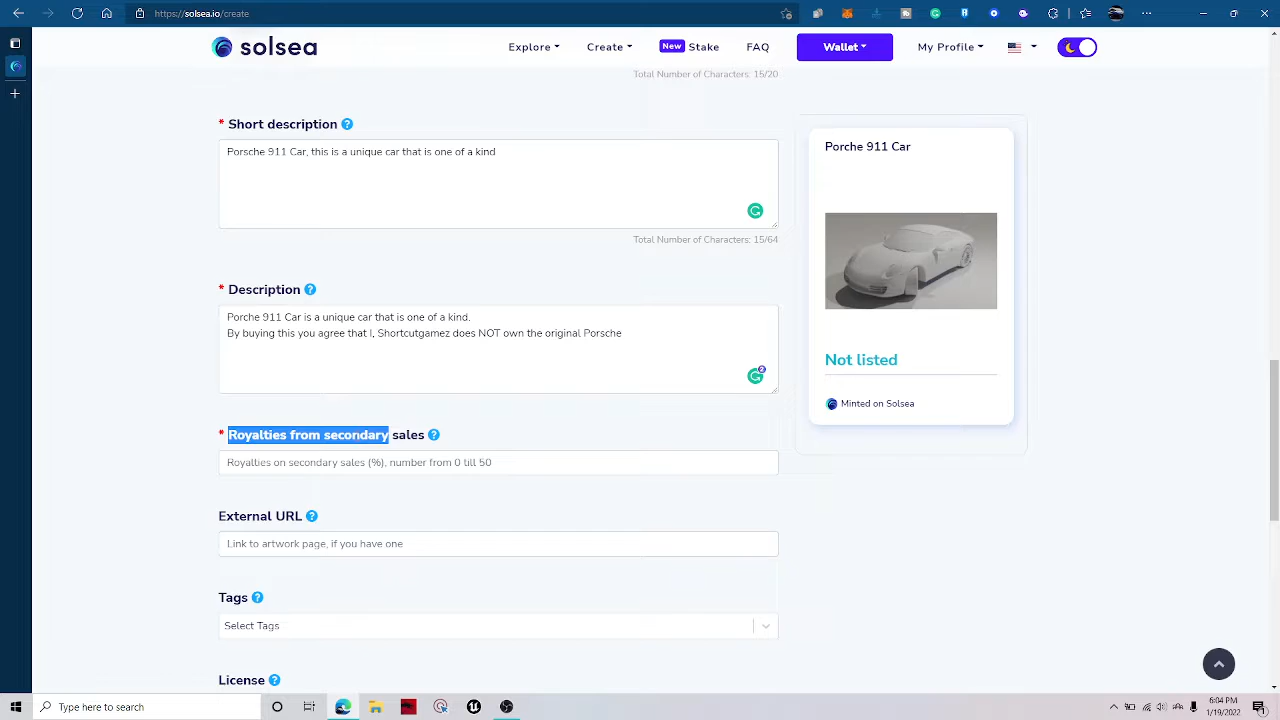 https://solsea.io/create
solsea
Explore
Create
New Stake
FAQ
Wallet
My Profile
Total Number of Characters: 15/20
* Short description ?
Porsche 911 Car, this is a unique car that is one of a kind
Total Number of Characters: 15/64
* Description ?
Porche 911 Car is a unique car that is one of a kind,
By buying this you agree that I, Shortcutgamez does NOT own the original Porsche
2
* Royalties from secondary sales ?
Royalties on secondary sales (%), number from 0 till 50
External URL ?
Link to artwork page, if you have one
Tags ?
Select Tags
License ?
Porche 911 Car
Not listed
Minted on Solsea
Type here to search
6:04 PM
1/19/2022